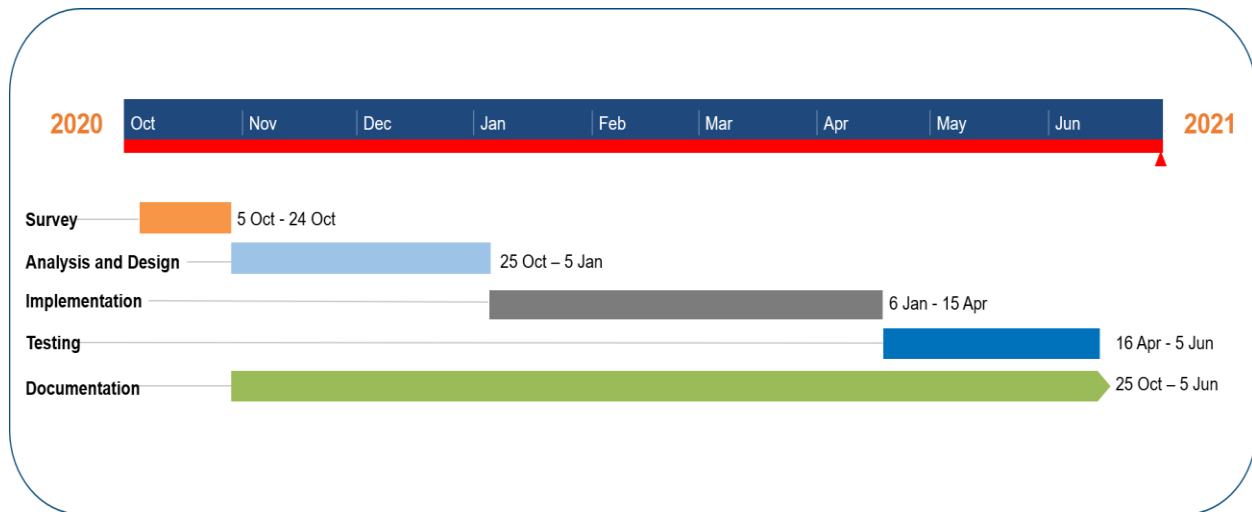 2020 Oct Nov Dec Jan Feb Mar Apr May Jun 2021
Survey 5 Oct - 24 Oct
Analysis and Design 25 Oct – 5 Jan
Implementation 6 Jan - 15 Apr
Testing 16 Apr - 5 Jun
Documentation 25 Oct – 5 Jun